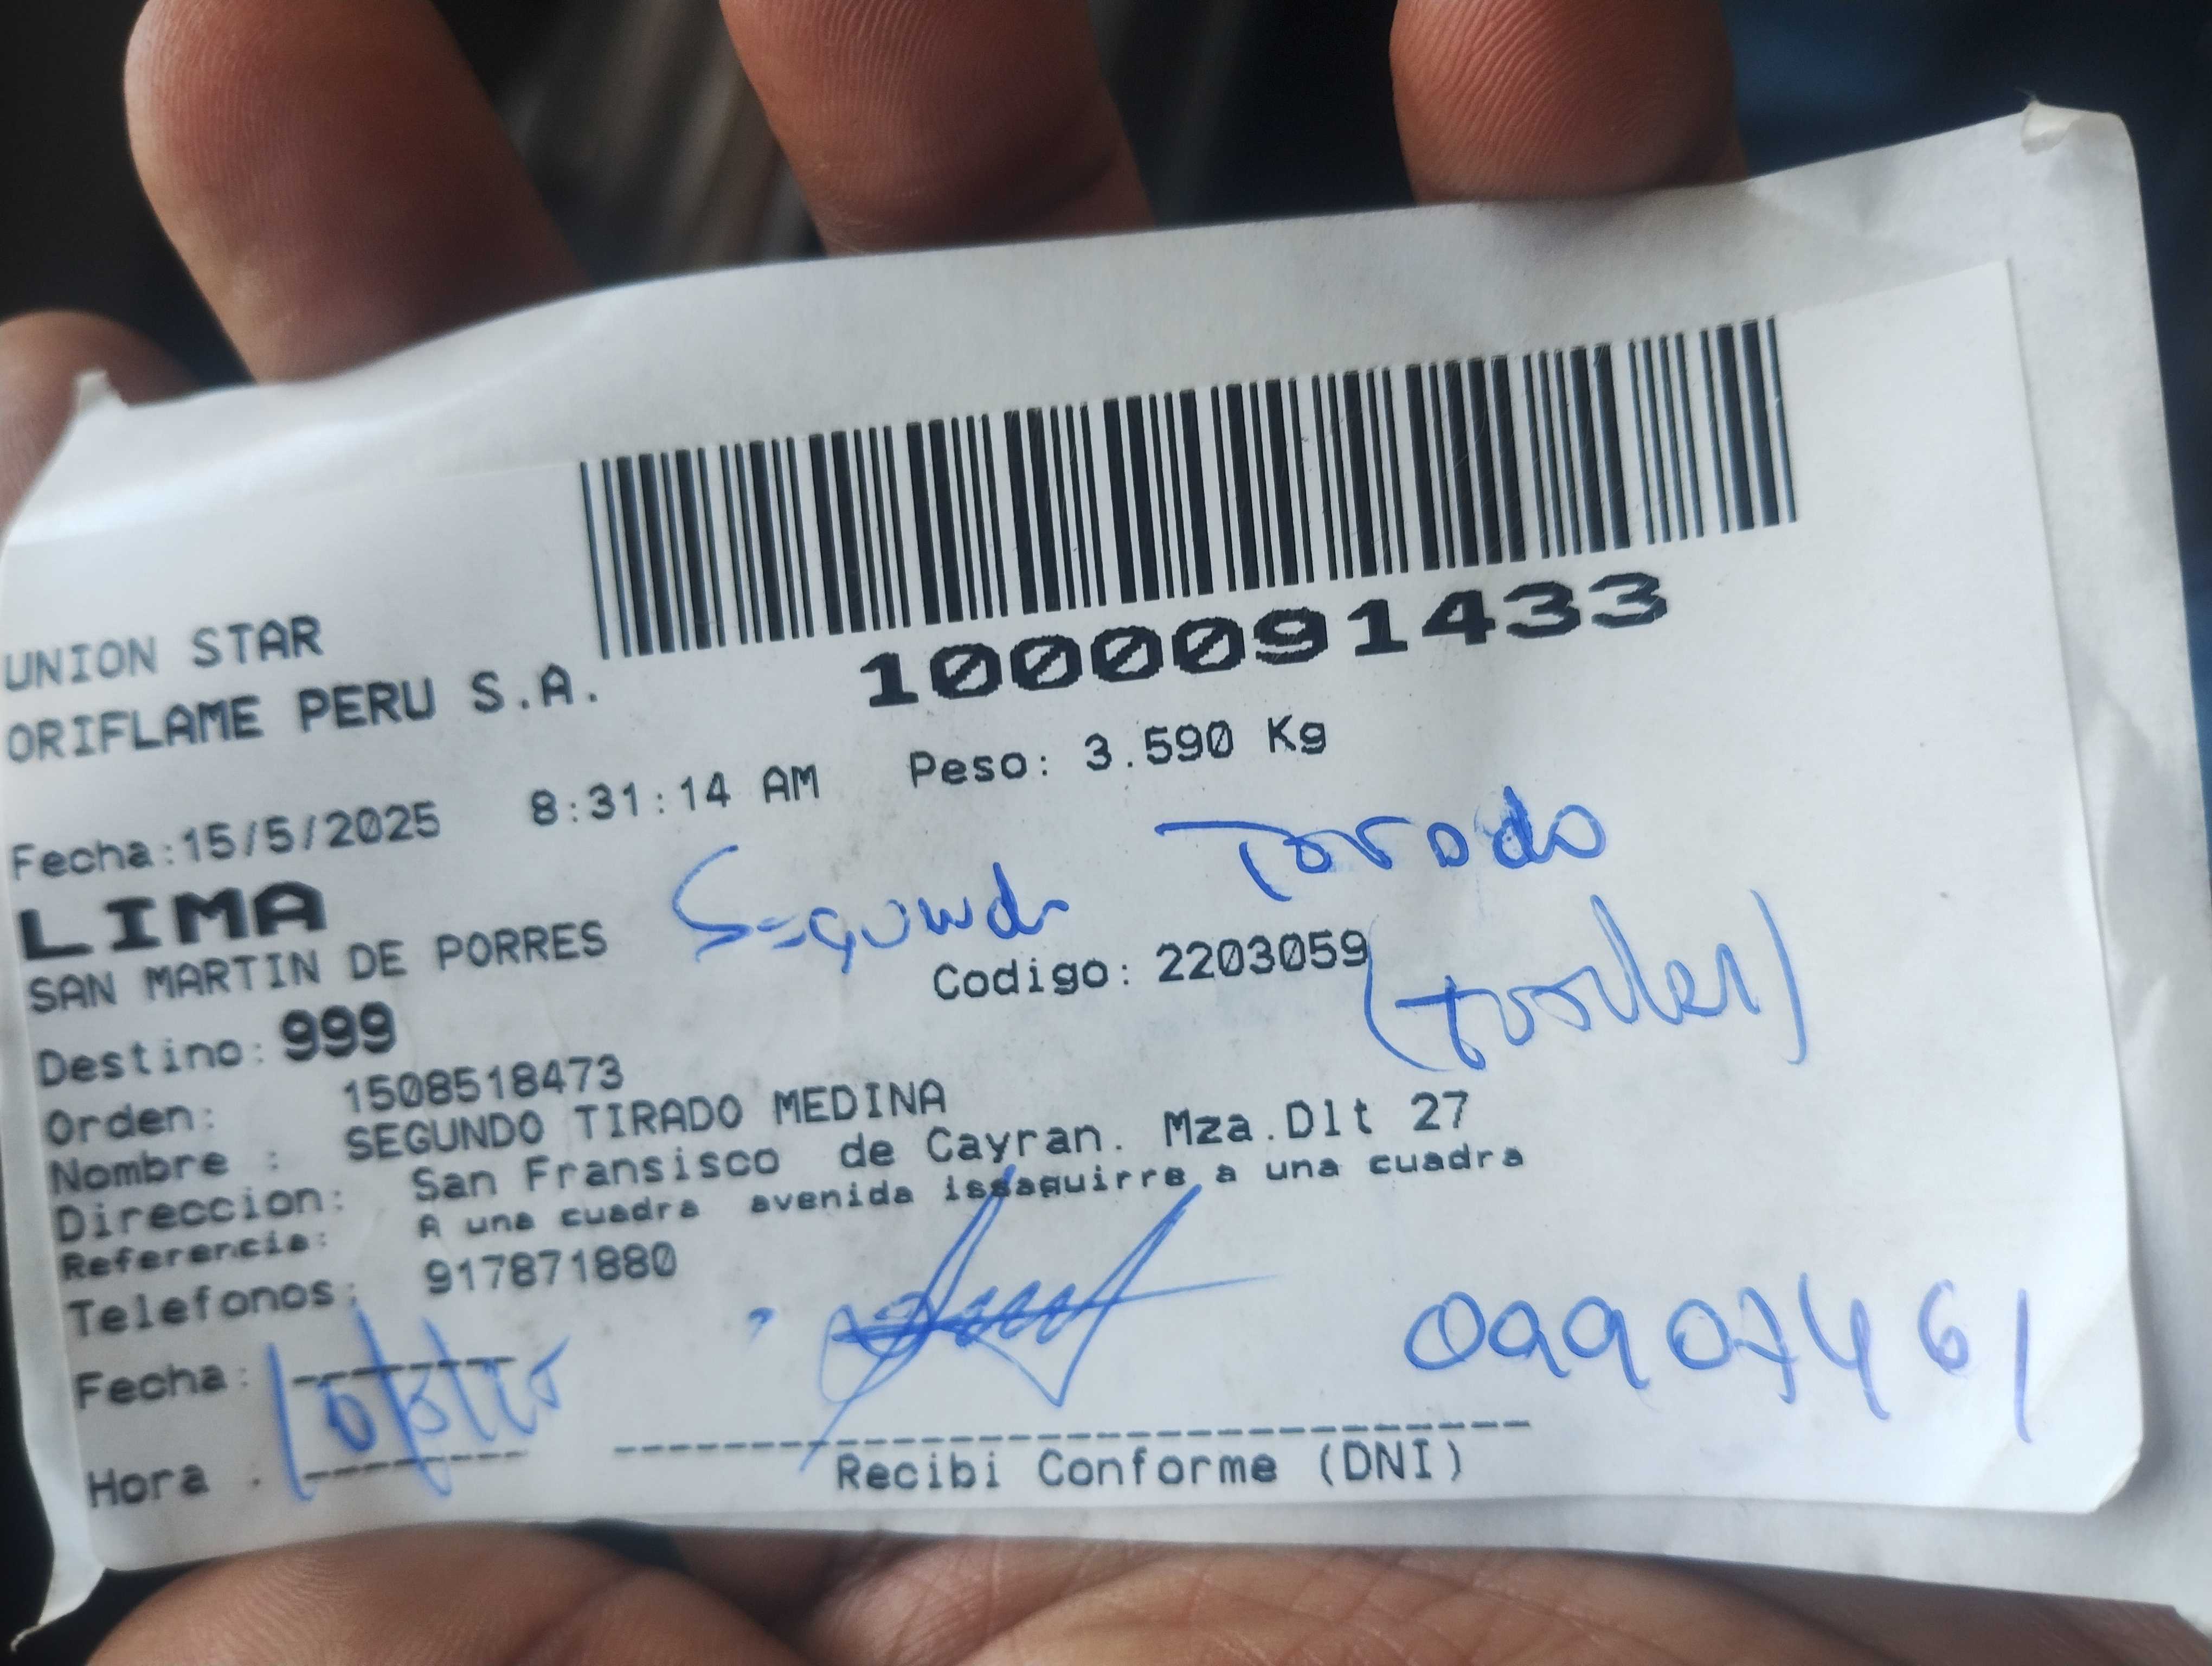 UNION STAR
ORIFLAME PERU S.A.
1000091433
Fecha:15/5/2025 8:31:14 AM Peso: 3.590 Kg
LIMA
Segundo Torado
SAN MARTIN DE PORRES
Codigo: 2203059
Destino: 999
Orden: 1508518473
Nombre : SEGUNDO TIRADO MEDINA
Direccion: San Fransisco de Cayran. Mza.Dlt 27
Referencia: A una cuadra avenida issaguirre a una cuadra
Telefonos: 917871880
Fecha:
09907461
Hora :
Recibi Conforme (DNI)